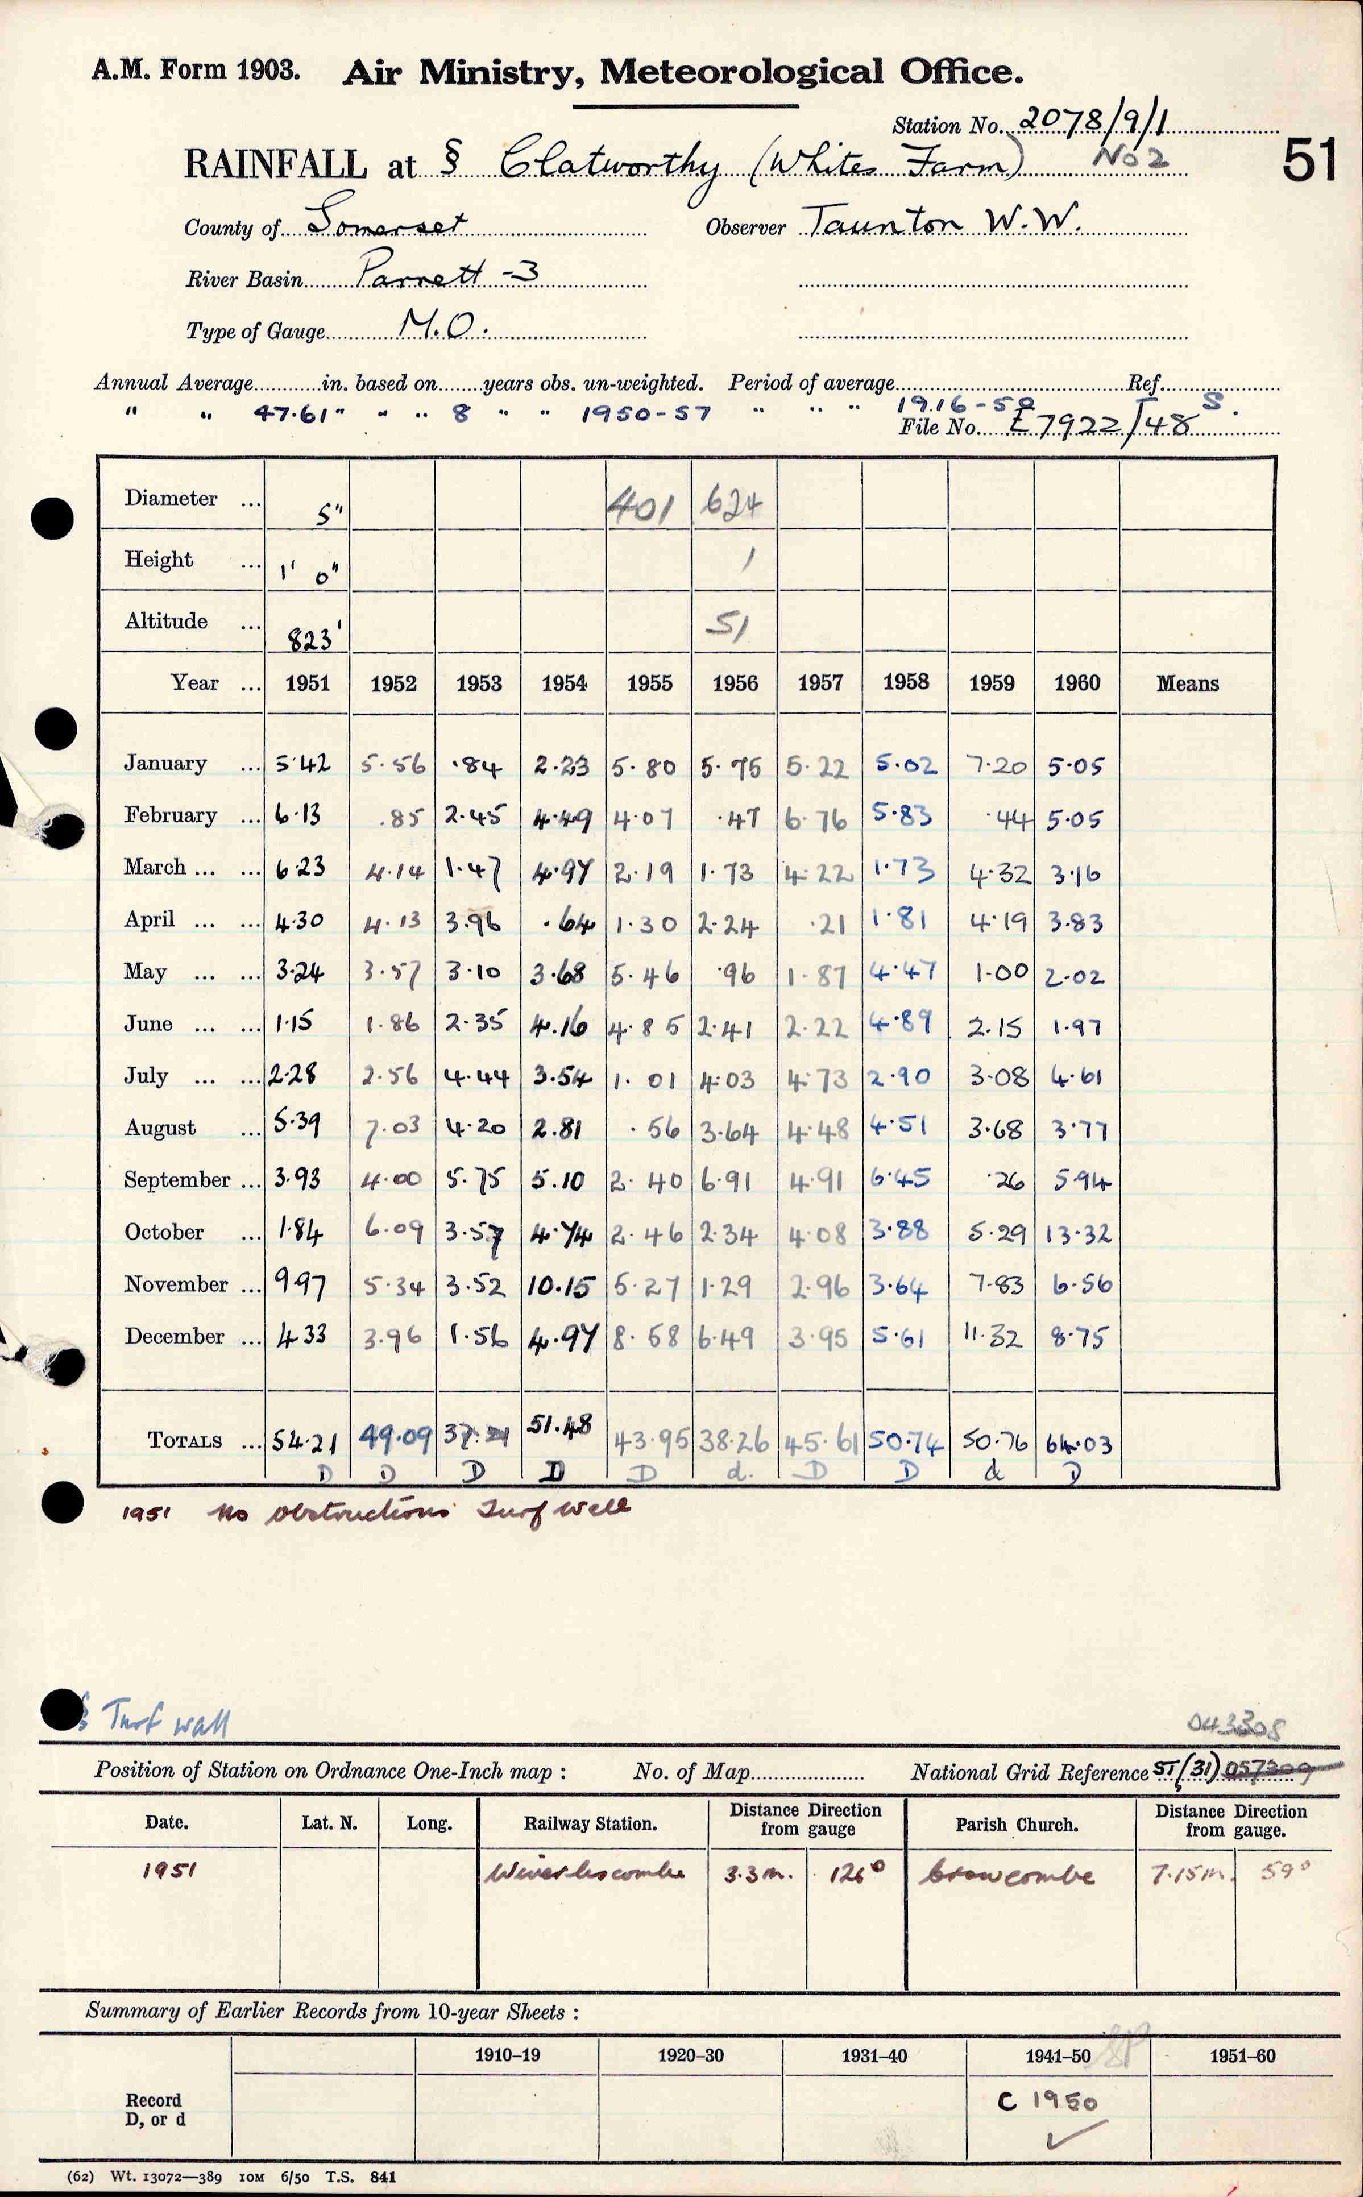 A.M. Form 1903. Air Ministry, Meteorological Office.
Station No. 2078/9/1
RAINFALL at § Clatworthy (Whites Farm) No 2
51
County of Somerset Observer Taunton W.W.
River Basin Parrett -3
Type of Gauge M.O.
Annual Average in. based on years obs. un-weighted. Period of average Ref.
" " 47.61" " " 8 " " 1950-57 " " " 1916-50 S.
File No. E7922/T48
Diameter ... 5" 401 624
Height ... 1' 0" 1
Altitude ... 823' 51
Year ... 1951 1952 1953 1954 1955 1956 1957 1958 1959 1960 Means
January ... 5.42 5.56 .84 2.23 5.80 5.75 5.22 5.02 7.20 5.05
February ... 6.13 .85 2.45 4.49 4.07 .47 6.76 5.83 .44 5.05
March ... ... 6.23 4.14 1.47 4.97 2.19 1.73 4.22 1.73 4.32 3.16
April ... ... 4.30 4.13 3.96 .64 1.30 2.24 .21 1.81 4.19 3.83
May ... ... 3.24 3.57 3.10 3.68 5.46 .96 1.87 4.47 1.00 2.02
June ... ... 1.15 1.86 2.35 4.16 4.85 2.41 2.22 4.89 2.15 1.97
July ... ... 2.28 2.56 4.44 3.54 1.01 4.03 4.73 2.90 3.08 4.61
August ... 5.39 7.03 4.20 2.81 .56 3.64 4.48 4.51 3.68 3.77
September ... 3.93 4.00 5.75 5.10 2.40 6.91 4.91 6.45 .26 5.94
October ... 1.84 6.09 3.57 4.74 2.46 2.34 4.08 3.88 5.29 13.32
November ... 9.97 5.34 3.52 10.15 5.27 1.29 2.96 3.64 7.83 6.56
December ... 4.33 3.96 1.56 4.97 8.58 6.49 3.95 5.61 11.32 8.75
TOTALS ... 54.21 49.09 37.21 51.48 43.95 38.26 45.61 50.74 50.76 64.03
D D D D D d. D D d D
1951 No obstructions Turf Wall
§ Turf wall
043308
Position of Station on Ordnance One-Inch map : No. of Map National Grid Reference ST (31) 057309
Date. Lat. N. Long. Railway Station. Distance Direction from gauge Parish Church. Distance Direction from gauge.
1951 Wiveliscombe 3.3m. 126° Crowcombe 7.15m. 59°
Summary of Earlier Records from 10-year Sheets :
1910–19 1920–30 1931–40 1941–50 1951–60
Record D, or d C 1950
(62) Wt. 13072—389 10M 6/50 T.S. 841